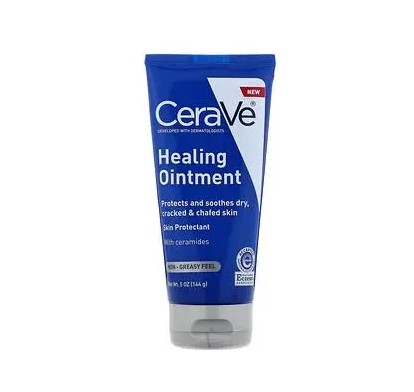 NEW
CeraVe®
DEVELOPED WITH DERMATOLOGISTS
Healing
Ointment
Protects and soothes dry,
cracked & chafed skin
Skin Protectant
With ceramides
NON-GREASY FEEL
Net Wt. 5 OZ (144 g)
Eczema